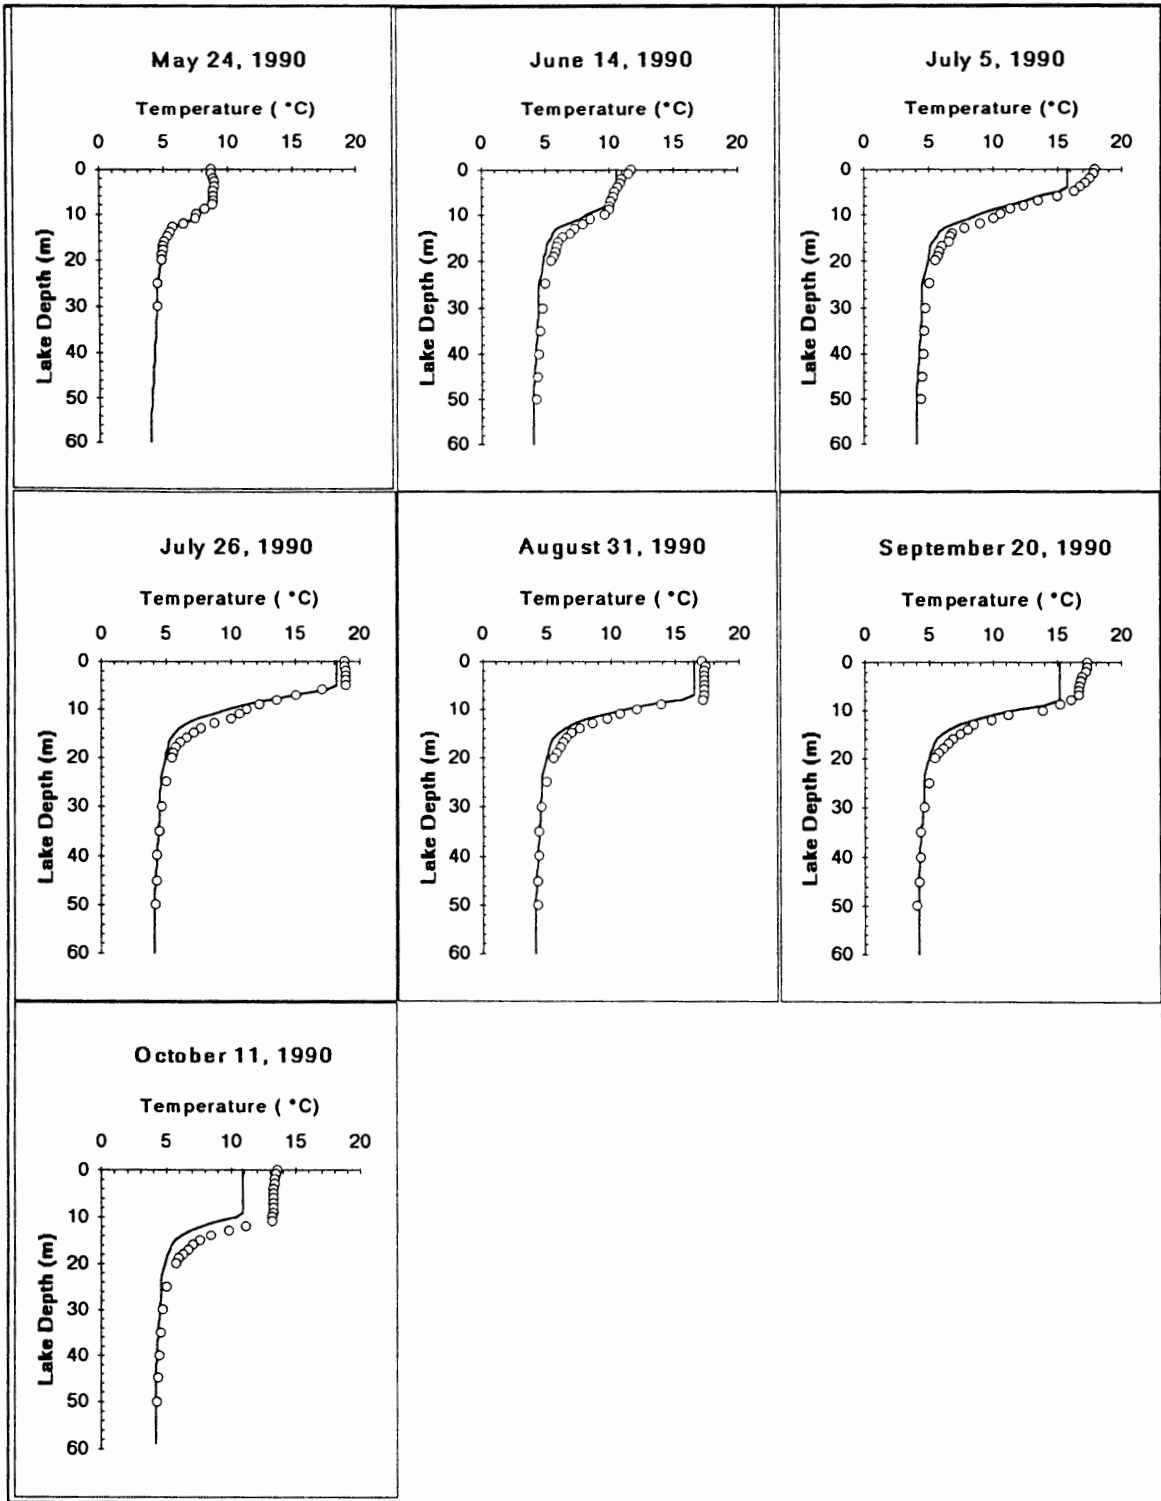 May 24, 1990
Temperature ( °C)
0 5 10 15 20
0
10
20
30
40
50
60
Lake Depth (m)
June 14, 1990
Temperature ( °C)
0 5 10 15 20
0
10
20
30
40
50
60
Lake Depth (m)
July 5, 1990
Temperature ( °C)
0 5 10 15 20
0
10
20
30
40
50
60
Lake Depth (m)
July 26, 1990
Temperature ( °C)
0 5 10 15 20
0
10
20
30
40
50
60
Lake Depth (m)
August 31, 1990
Temperature ( °C)
0 5 10 15 20
0
10
20
30
40
50
60
Lake Depth (m)
September 20, 1990
Temperature ( °C)
0 5 10 15 20
0
10
20
30
40
50
60
Lake Depth (m)
October 11, 1990
Temperature ( °C)
0 5 10 15 20
0
10
20
30
40
50
60
Lake Depth (m)